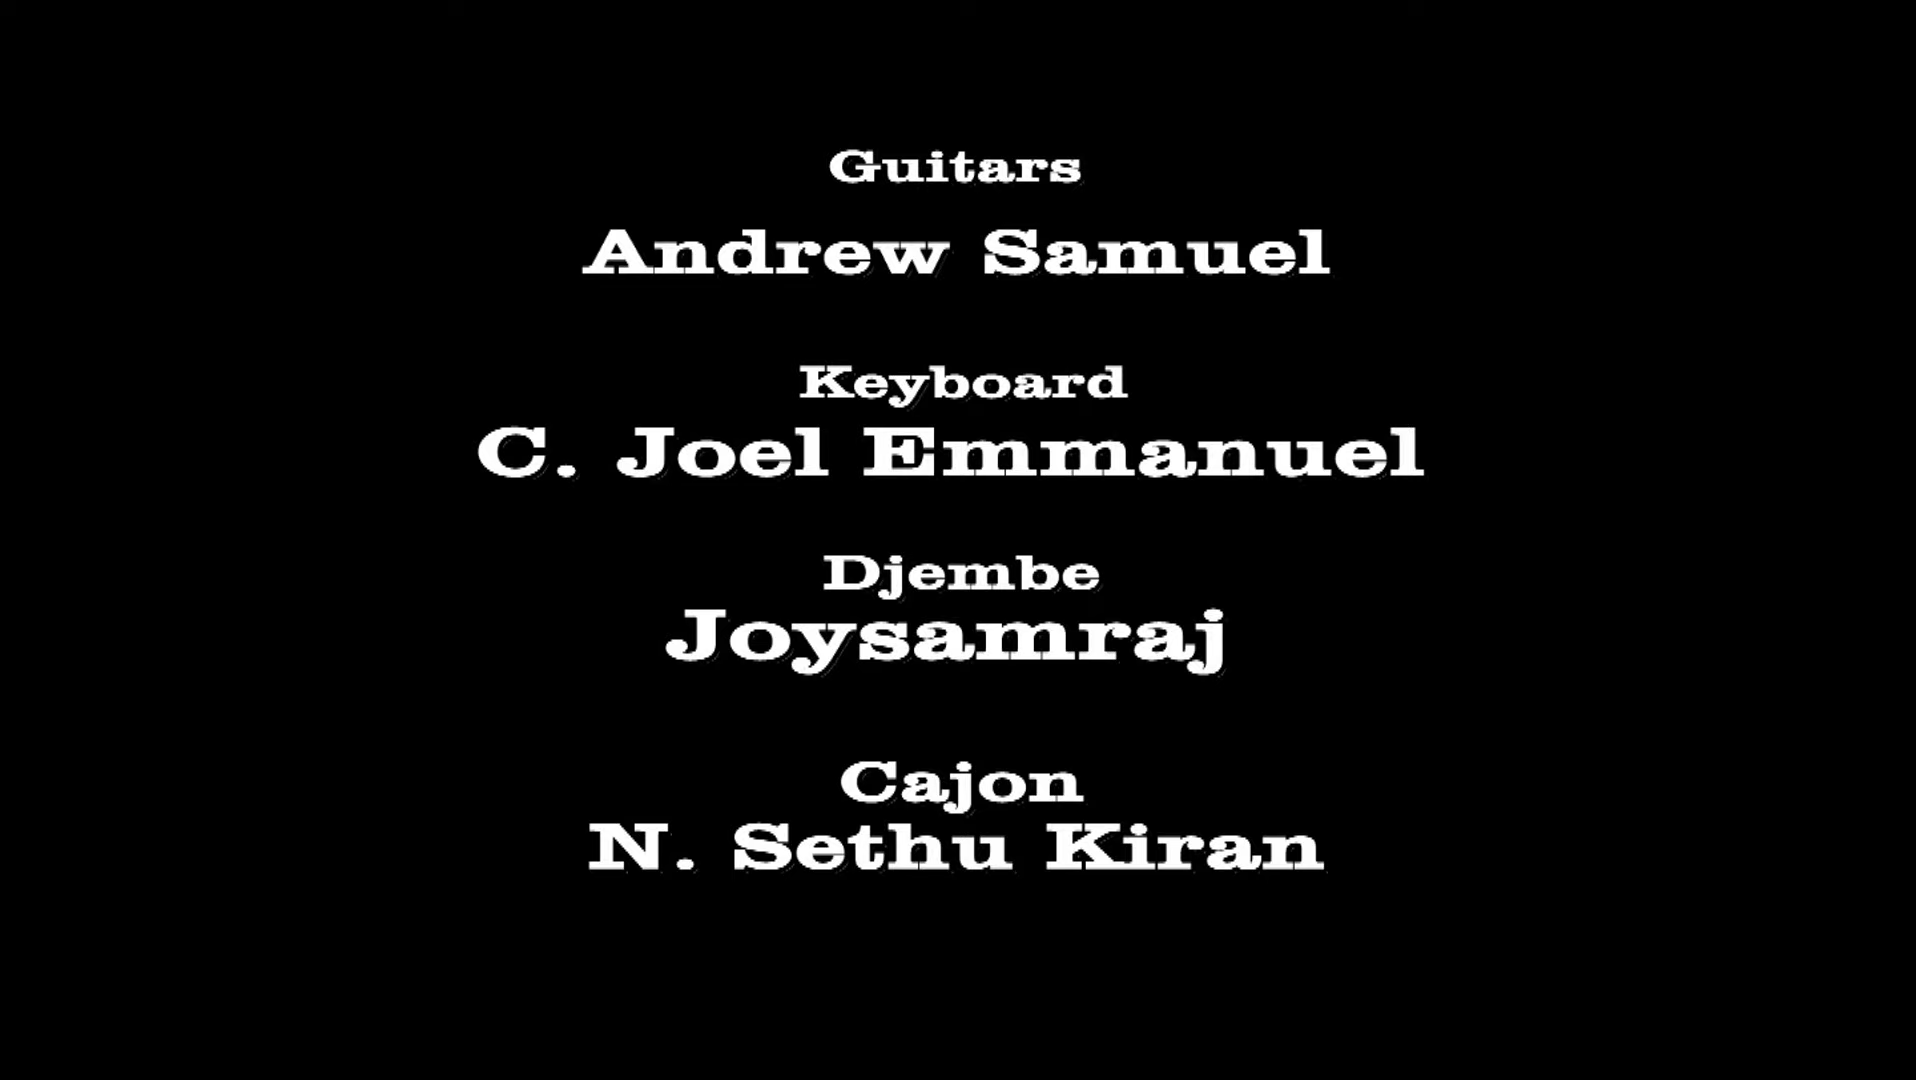 Guitars
Andrew Samuel
Keyboard
C. Joel Emmanuel
Djembe
Joysamraj
Cajon
N. Sethu Kiran